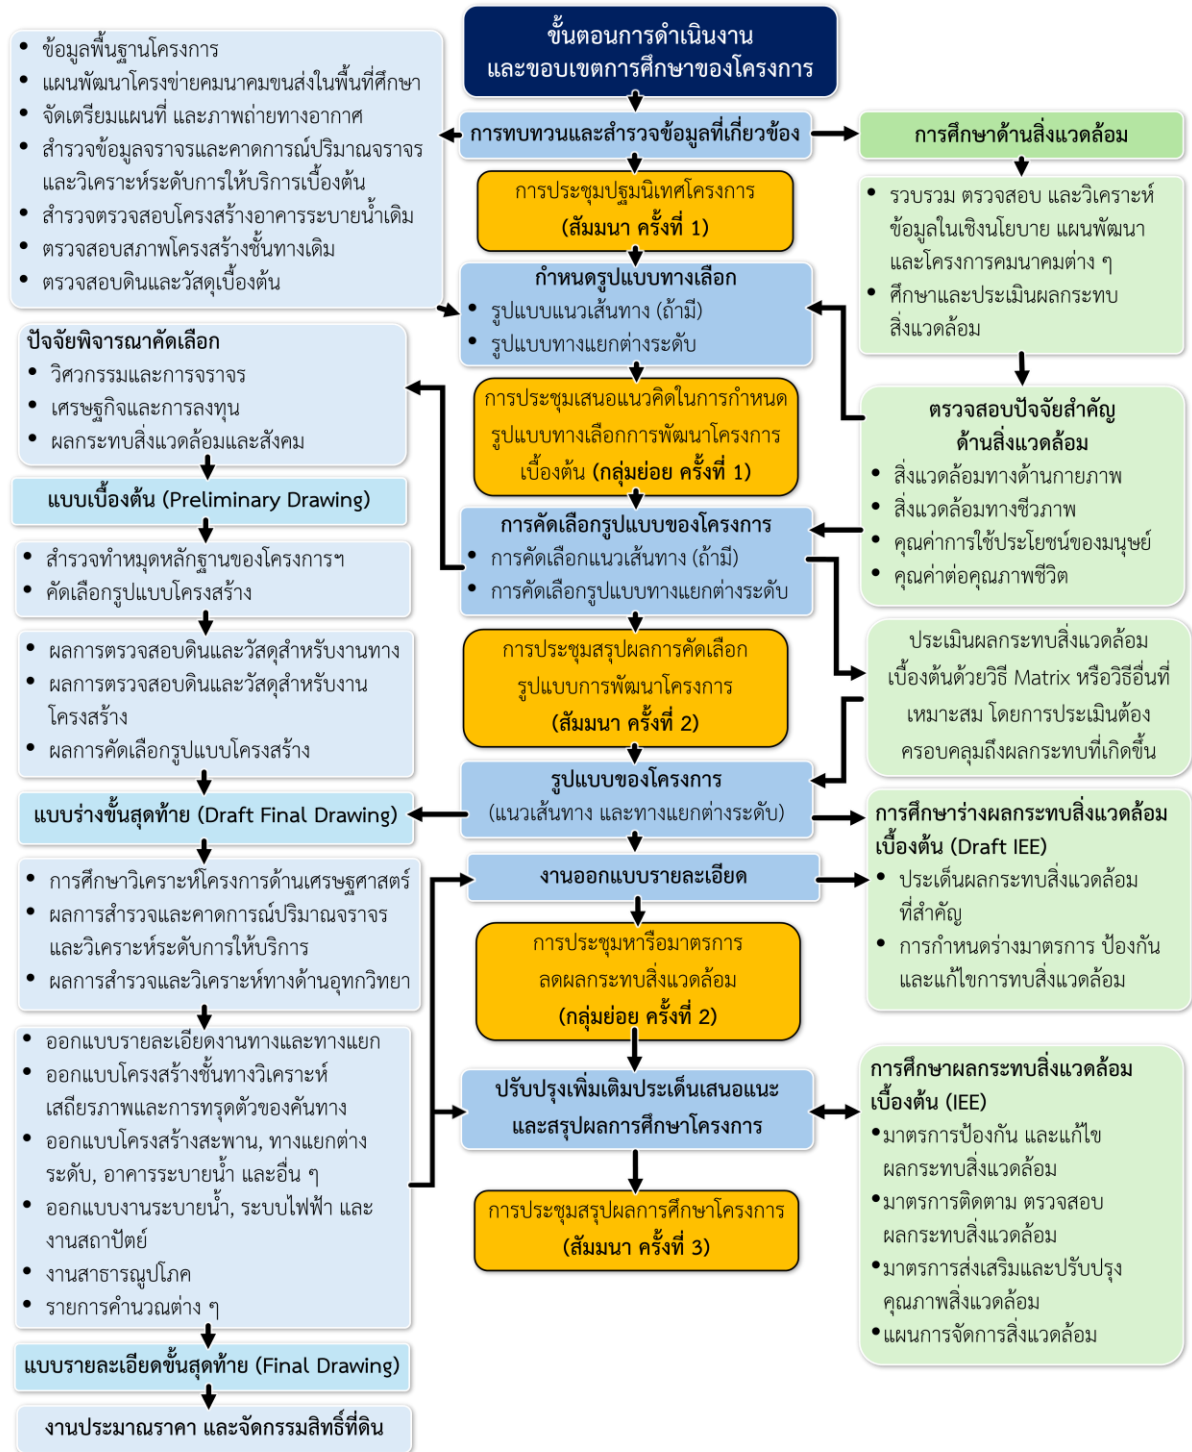 ขั้นตอนการดำเนินงาน
และขอบเขตการศึกษาของโครงการ
• ข้อมูลพื้นฐานโครงการ
• แผนพัฒนาโครงข่ายคมนาคมขนส่งในพื้นที่ศึกษา
• จัดเตรียมแผนที่ และภาพถ่ายทางอากาศ
• สำรวจข้อมูลจราจรและคาดการณ์ปริมาณจราจร
และวิเคราะห์ระดับการให้บริการเบื้องต้น
• สำรวจตรวจสอบโครงสร้างอาคารระบายน้ำเดิม
• ตรวจสอบสภาพโครงสร้างชั้นทางเดิม
• ตรวจสอบดินและวัสดุเบื้องต้น
การทบทวนและสำรวจข้อมูลที่เกี่ยวข้อง
การศึกษาด้านสิ่งแวดล้อม
การประชุมปฐมนิเทศโครงการ
(สัมมนา ครั้งที่ 1)
• รวบรวม ตรวจสอบ และวิเคราะห์
ข้อมูลในเชิงนโยบาย แผนพัฒนา
และโครงการคมนาคมต่าง ๆ
• ศึกษาและประเมินผลกระทบ
สิ่งแวดล้อม
กำหนดรูปแบบทางเลือก
• รูปแบบแนวเส้นทาง (ถ้ามี)
• รูปแบบทางแยกต่างระดับ
ปัจจัยพิจารณาคัดเลือก
• วิศวกรรมและการจราจร
• เศรษฐกิจและการลงทุน
• ผลกระทบสิ่งแวดล้อมและสังคม
การประชุมเสนอแนวคิดในการกำหนด
รูปแบบทางเลือกการพัฒนาโครงการ
เบื้องต้น (กลุ่มย่อย ครั้งที่ 1)
ตรวจสอบปัจจัยสำคัญ
ด้านสิ่งแวดล้อม
• สิ่งแวดล้อมทางด้านกายภาพ
• สิ่งแวดล้อมทางชีวภาพ
• คุณค่าการใช้ประโยชน์ของมนุษย์
• คุณค่าต่อคุณภาพชีวิต
แบบเบื้องต้น (Preliminary Drawing)
การคัดเลือกรูปแบบของโครงการ
• การคัดเลือกแนวเส้นทาง (ถ้ามี)
• การคัดเลือกรูปแบบทางแยกต่างระดับ
• สำรวจทำหมุดหลักฐานของโครงการฯ
• คัดเลือกรูปแบบโครงสร้าง
การประชุมสรุปผลการคัดเลือก
รูปแบบการพัฒนาโครงการ
(สัมมนา ครั้งที่ 2)
ประเมินผลกระทบสิ่งแวดล้อม
เบื้องต้นด้วยวิธี Matrix หรือวิธีอื่นที่
เหมาะสม โดยการประเมินต้อง
ครอบคลุมถึงผลกระทบที่เกิดขึ้น
• ผลการตรวจสอบดินและวัสดุสำหรับงานทาง
• ผลการตรวจสอบดินและวัสดุสำหรับงาน
โครงสร้าง
• ผลการคัดเลือกรูปแบบโครงสร้าง
รูปแบบของโครงการ
(แนวเส้นทาง และทางแยกต่างระดับ)
แบบร่างขั้นสุดท้าย (Draft Final Drawing)
การศึกษาร่างผลกระทบสิ่งแวดล้อม
เบื้องต้น (Draft IEE)
• ประเด็นผลกระทบสิ่งแวดล้อม
ที่สำคัญ
• การกำหนดร่างมาตรการ ป้องกัน
และแก้ไขการทบสิ่งแวดล้อม
งานออกแบบรายละเอียด
• การศึกษาวิเคราะห์โครงการด้านเศรษฐศาสตร์
• ผลการสำรวจและคาดการณ์ปริมาณจราจร
และวิเคราะห์ระดับการให้บริการ
• ผลการสำรวจและวิเคราะห์ทางด้านอุทกวิทยา
การประชุมหารือมาตรการ
ลดผลกระทบสิ่งแวดล้อม
(กลุ่มย่อย ครั้งที่ 2)
• ออกแบบรายละเอียดงานทางและทางแยก
• ออกแบบโครงสร้างชั้นทางวิเคราะห์
เสถียรภาพและการทรุดตัวของคันทาง
• ออกแบบโครงสร้างสะพาน, ทางแยกต่าง
ระดับ, อาคารระบายน้ำ และอื่น ๆ
• ออกแบบงานระบายน้ำ, ระบบไฟฟ้า และ
งานสถาปัตย์
• งานสาธารณูปโภค
• รายการคำนวณต่าง ๆ
ปรับปรุงเพิ่มเติมประเด็นเสนอแนะ
และสรุปผลการศึกษาโครงการ
การศึกษาผลกระทบสิ่งแวดล้อม
เบื้องต้น (IEE)
• มาตรการป้องกัน และแก้ไข
ผลกระทบสิ่งแวดล้อม
• มาตรการติดตาม ตรวจสอบ
ผลกระทบสิ่งแวดล้อม
• มาตรการส่งเสริมและปรับปรุง
คุณภาพสิ่งแวดล้อม
• แผนการจัดการสิ่งแวดล้อม
การประชุมสรุปผลการศึกษาโครงการ
(สัมมนา ครั้งที่ 3)
แบบรายละเอียดขั้นสุดท้าย (Final Drawing)
งานประมาณราคา และจัดกรรมสิทธิ์ที่ดิน